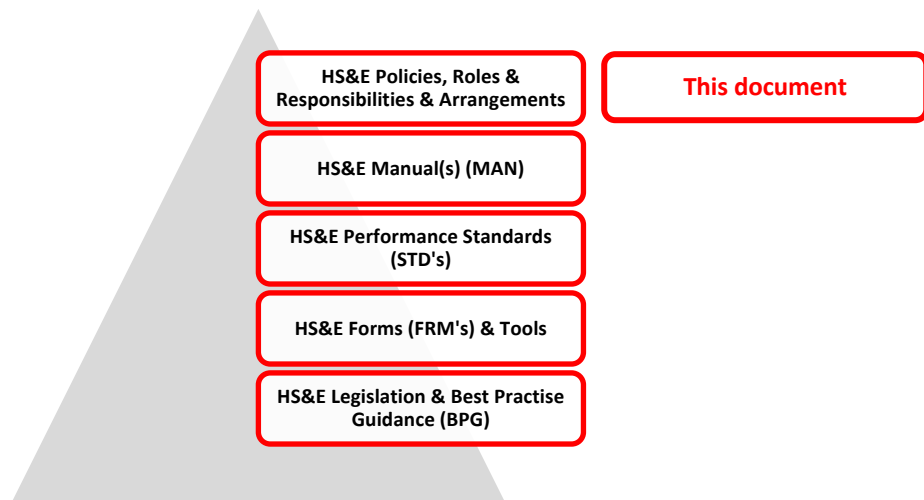 HS&E Policies, Roles &
Responsibilities & Arrangements
This document
HS&E Manual(s) (MAN)
HS&E Performance Standards
(STD's)
HS&E Forms (FRM's) & Tools
HS&E Legislation & Best Practise
Guidance (BPG)